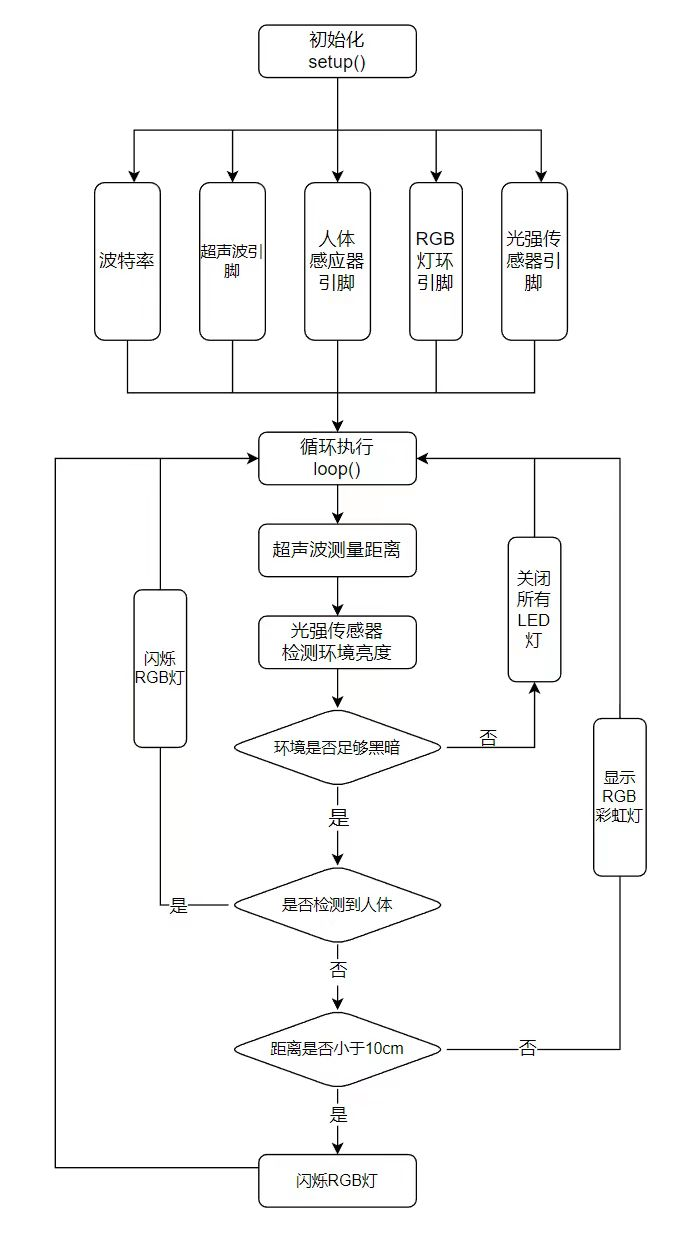 初始化
setup()
波特率
超声波引
脚
人体
感应器
引脚
RGB
灯环
引脚
光强传
感器引
脚
循环执行
loop()
超声波测量距离
光强传感器
检测环境亮度
关闭
所有
LED
灯
闪烁
RGB灯
环境是否足够黑暗
否
显示
RGB
彩虹灯
是
是否检测到人体
是
否
距离是否小于10cm
否
是
闪烁RGB灯